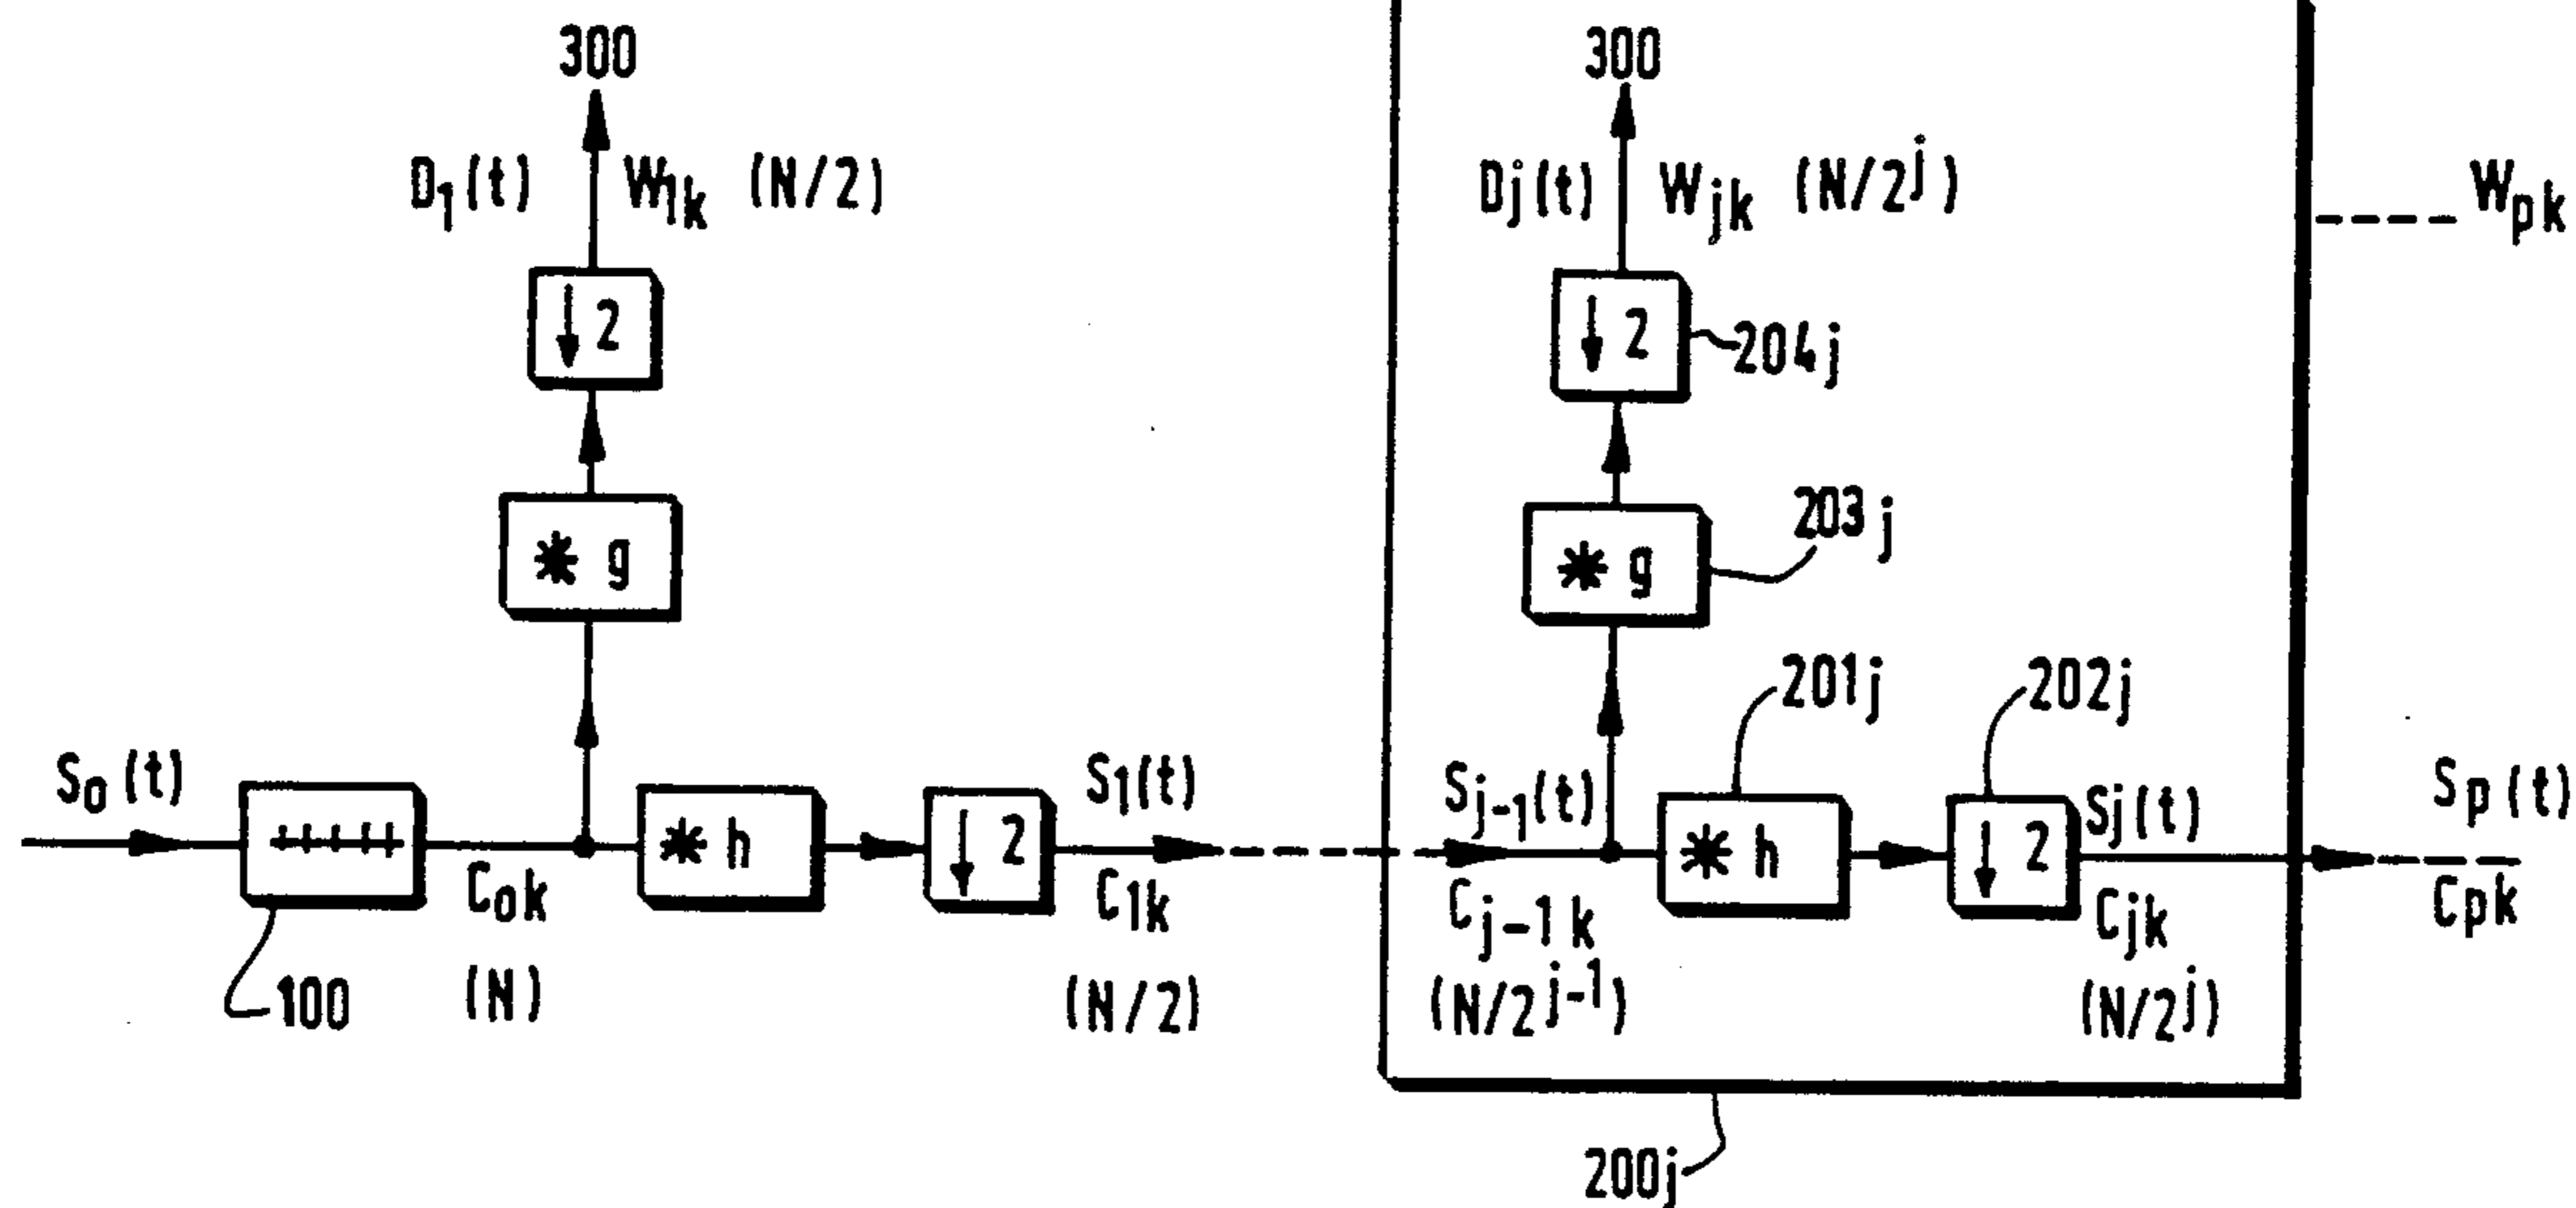 300
D₁(t) W₁ₖ (N/2)
↓ 2
* g
S₀(t)
* h
↓ 2
S₁(t)
C₀ₖ
(N)
C₁ₖ
(N/2)
100
300
Dj(t) Wⱼₖ (N/2ʲ)
↓ 2
204j
* g
203j
201j
202j
Sⱼ₋₁(t)
* h
↓ 2
Sj(t)
Cⱼ₋₁ k
(N/2ʲ⁻¹)
Cjk
(N/2ʲ)
200j
Wₚₖ
Sₚ(t)
Cpk